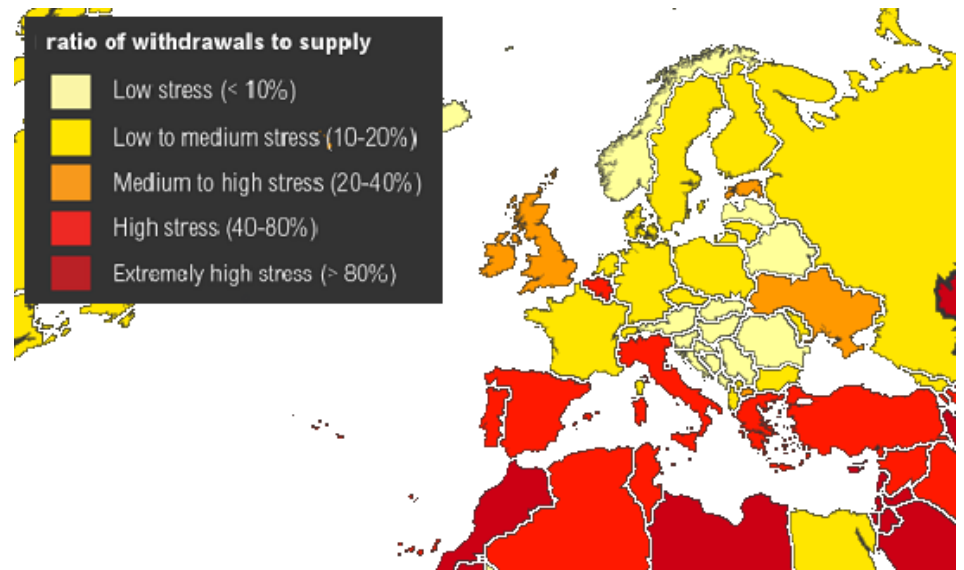 ratio of withdrawals to supply
Low stress (< 10%)
Low to medium stress (10-20%)
Medium to high stress (20-40%)
High stress (40-80%)
Extremely high stress (> 80%)